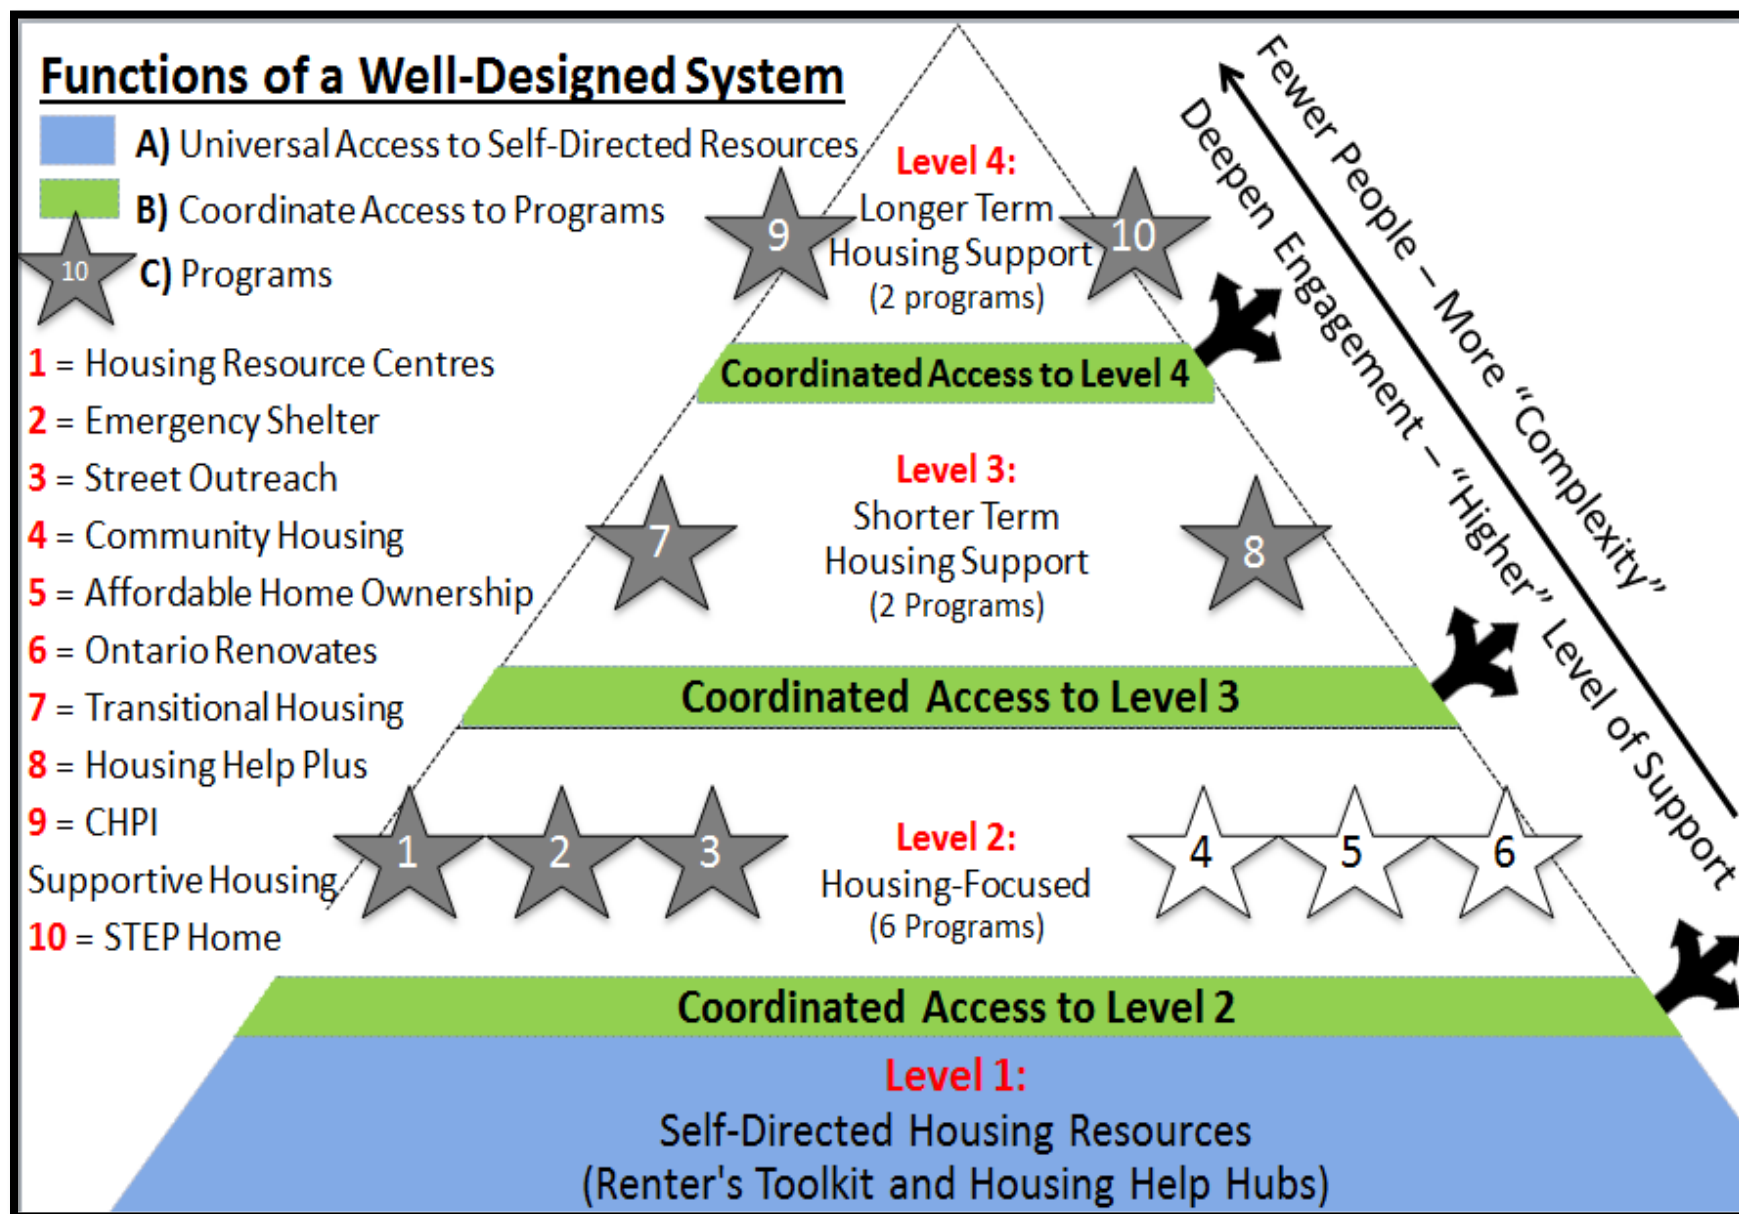 Functions of a Well-Designed System
A) Universal Access to Self-Directed Resources
B) Coordinate Access to Programs
10
C) Programs
1 = Housing Resource Centres
2 = Emergency Shelter
3 = Street Outreach
4 = Community Housing
5 = Affordable Home Ownership
6 = Ontario Renovates
7 = Transitional Housing
8 = Housing Help Plus
9 = CHPI
Supportive Housing
10 = STEP Home
Level 4:
Longer Term
Housing Support
(2 programs)
9
10
Coordinated Access to Level 4
Level 3:
Shorter Term
Housing Support
(2 Programs)
7
8
Coordinated Access to Level 3
1
2
3
Level 2:
Housing-Focused
(6 Programs)
4
5
6
Coordinated Access to Level 2
Level 1:
Self-Directed Housing Resources
(Renter's Toolkit and Housing Help Hubs)
Fewer People – More “Complexity”
Deepen Engagement – “Higher” Level of Support